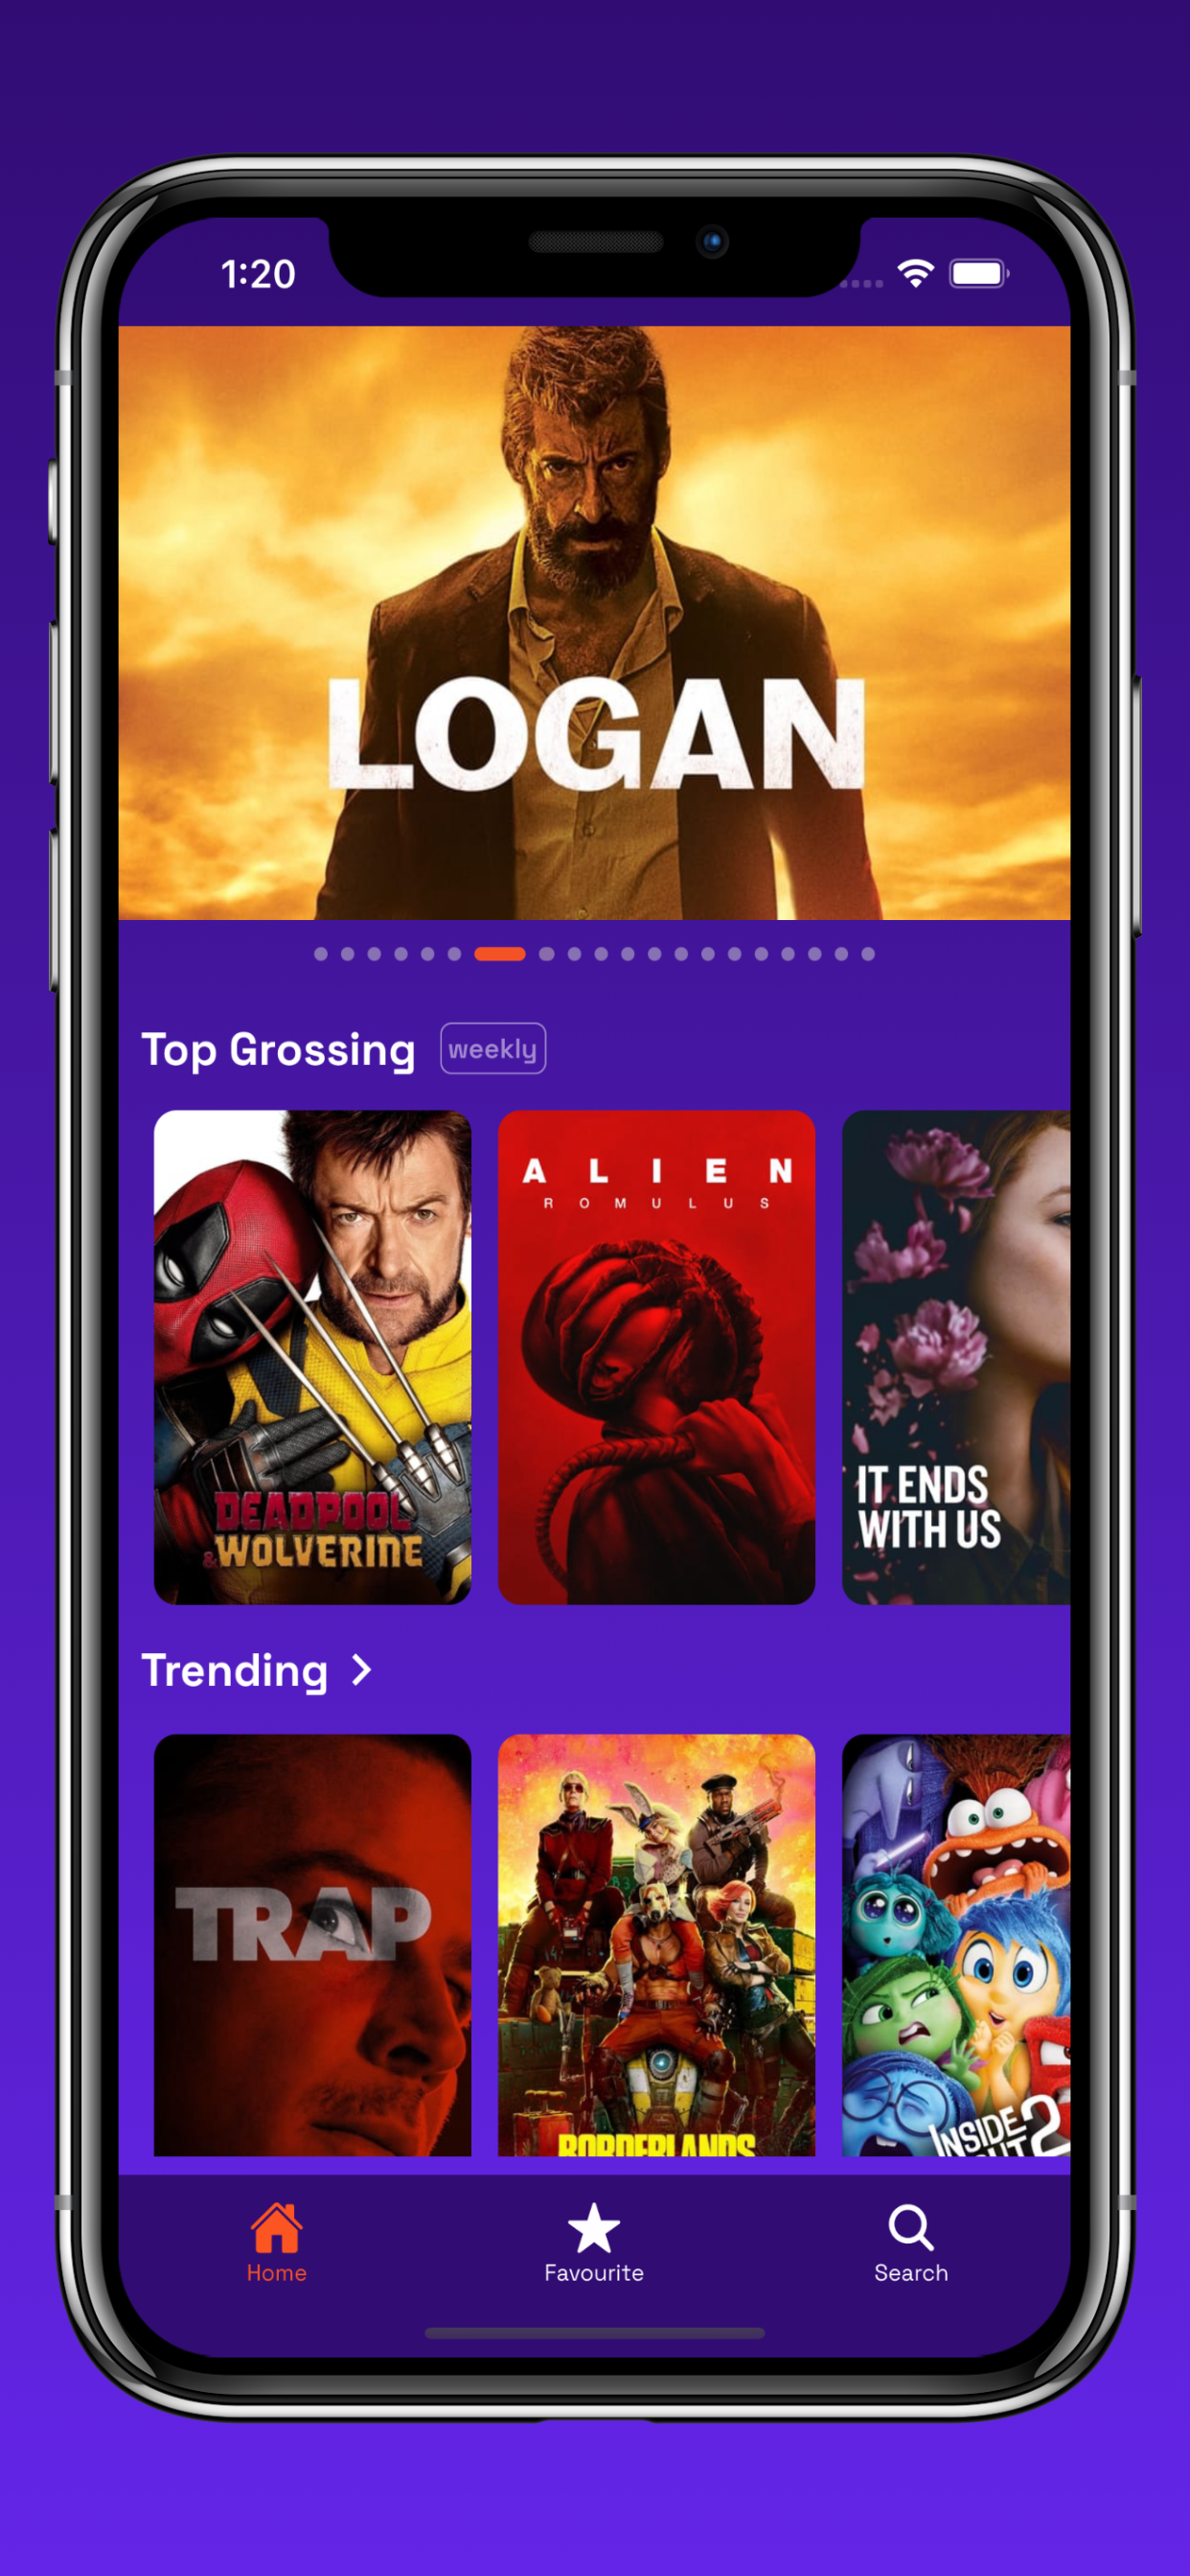 1:20
LOGAN
Top Grossing
weekly
DEADPOOL
&WOLVERINE
ALIEN
ROMULUS
IT ENDS
WITH US
Trending
TRAP
BORDERLANDS
INSIDE
OUT 2
Home
Favourite
Search